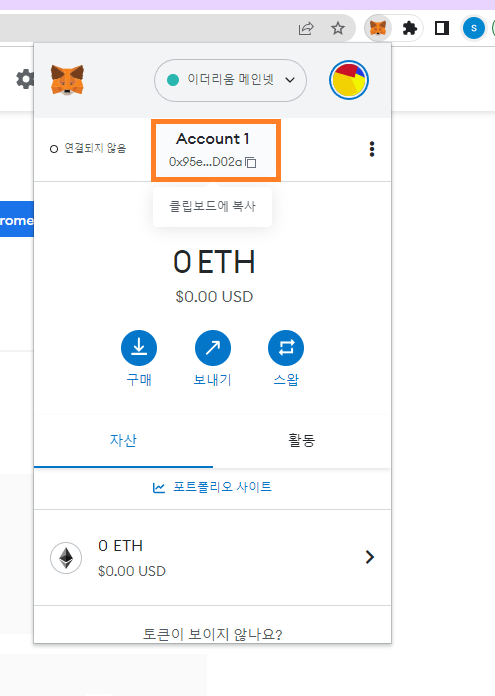 S
이더리움 메인넷
연결되지 않음
Account 1
0x95e...D02a
클립보드에 복사
rome
0 ETH
$0.00 USD
구매
보내기
스왑
자산
활동
포트폴리오 사이트
0 ETH
$0.00 USD
토큰이 보이지 않나요?